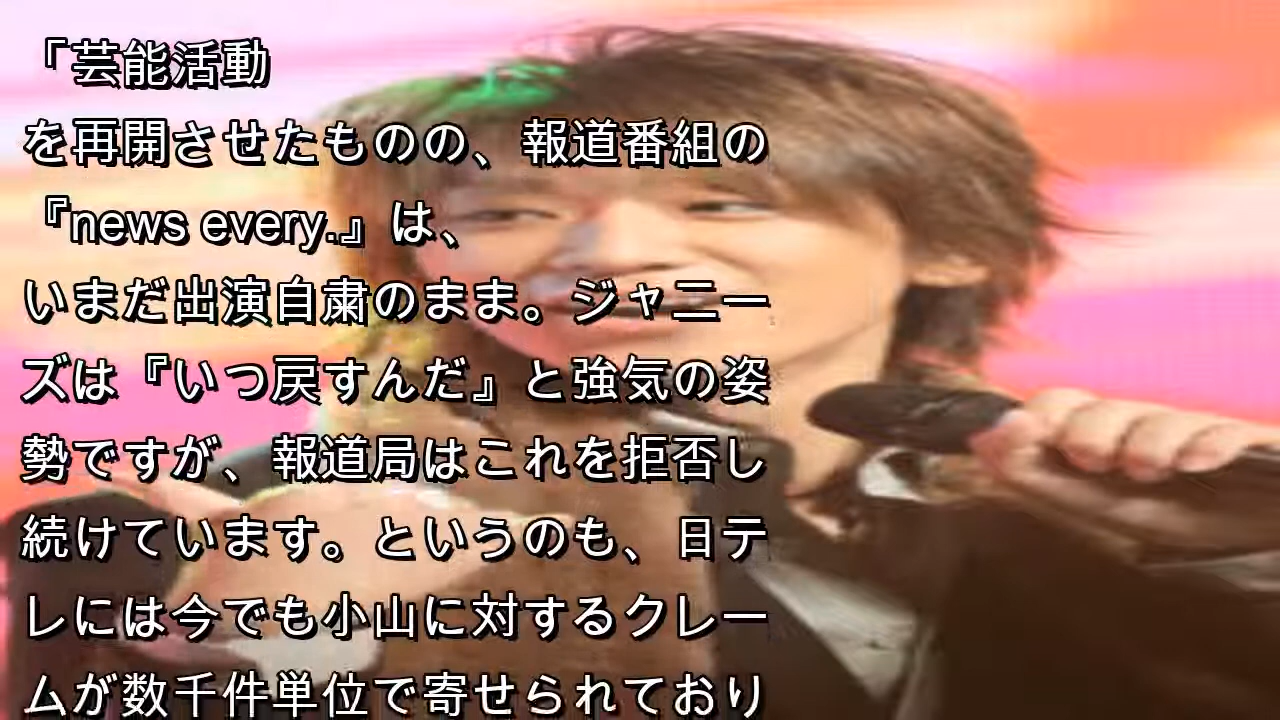 「芸能活動
を再開させたものの、報道番組の
『news every.』は、
いまだ出演自粛のまま。ジャニー
ズは『いつ戻すんだ』と強気の姿
勢ですが、報道局はこれを拒否し
続けています。というのも、日テ
レには今でも小山に対するクレー
ムが数千件単位で寄せられており